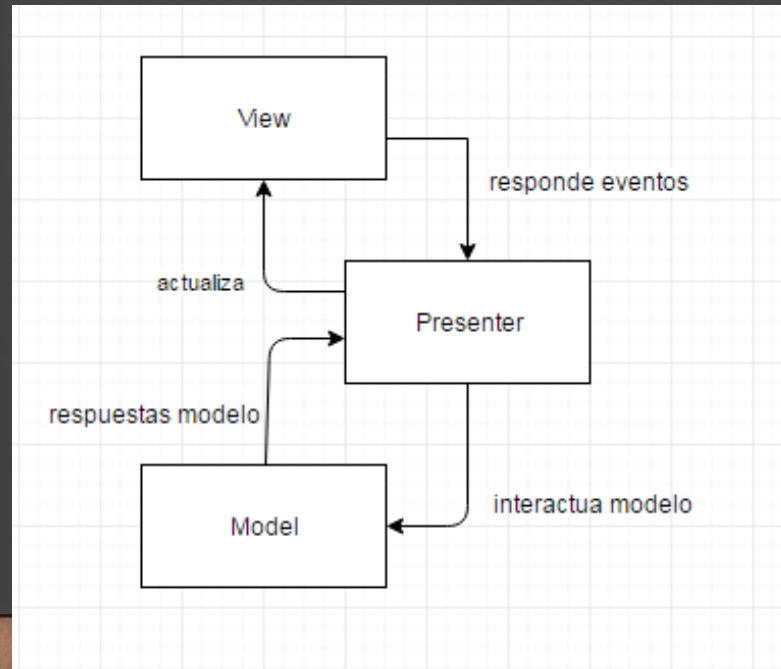 View
responde eventos
actualiza
Presenter
respuestas modelo
interactua modelo
Model